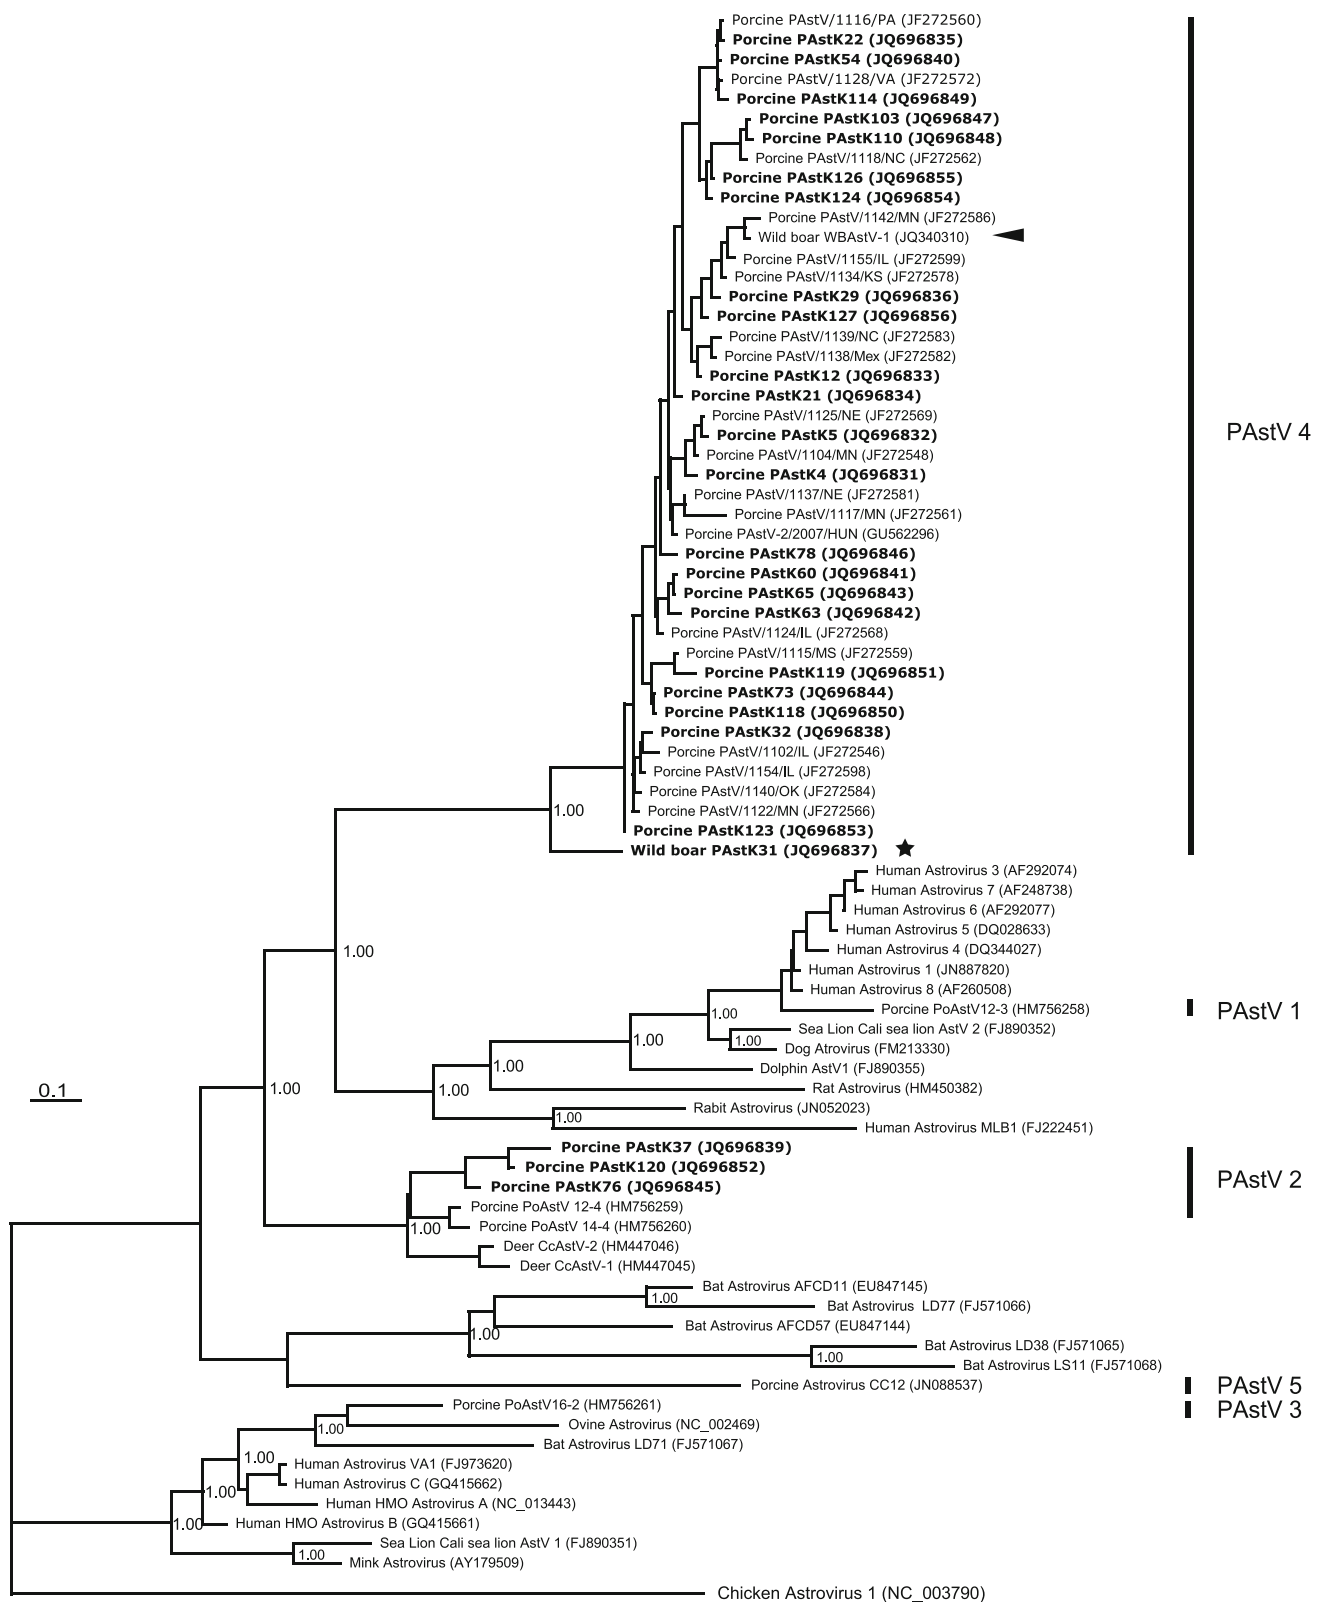 Porcine PAstV/1116/PA (JF272560)
Porcine PAstK22 (JQ696835)
Porcine PAstK54 (JQ696840)
Porcine PAstV/1128/VA (JF272572)
Porcine PAstK114 (JQ696849)
Porcine PAstK103 (JQ696847)
Porcine PAstK110 (JQ696848)
Porcine PAstV/1118/NC (JF272562)
Porcine PAstK126 (JQ696855)
Porcine PAstK124 (JQ696854)
Porcine PAstV/1142/MN (JF272586)
Wild boar WBAstV-1 (JQ340310)
Porcine PAstV/1155/IL (JF272599)
Porcine PAstV/1134/KS (JF272578)
Porcine PAstK29 (JQ696836)
Porcine PAstK127 (JQ696856)
Porcine PAstV/1139/NC (JF272583)
Porcine PAstV/1138/Mex (JF272582)
Porcine PAstK12 (JQ696833)
Porcine PAstK21 (JQ696834)
Porcine PAstV/1125/NE (JF272569)
Porcine PAstK5 (JQ696832)
PAstV 4
Porcine PAstV/1104/MN (JF272548)
Porcine PAstK4 (JQ696831)
Porcine PAstV/1137/NE (JF272581)
Porcine PAstV/1117/MN (JF272561)
Porcine PAstV-2/2007/HUN (GU562296)
Porcine PAstK78 (JQ696846)
Porcine PAstK60 (JQ696841)
Porcine PAstK65 (JQ696843)
Porcine PAstK63 (JQ696842)
Porcine PAstV/1124/IL (JF272568)
Porcine PAstV/1115/MS (JF272559)
Porcine PAstK119 (JQ696851)
Porcine PAstK73 (JQ696844)
Porcine PAstK118 (JQ696850)
Porcine PAstK32 (JQ696838)
Porcine PAstV/1102/IL (JF272546)
Porcine PAstV/1154/IL (JF272598)
Porcine PAstV/1140/OK (JF272584)
Porcine PAstV/1122/MN (JF272566)
1.00
Porcine PAstK123 (JQ696853)
Wild boar PAstK31 (JQ696837)
Human Astrovirus 3 (AF292074)
Human Astrovirus 7 (AF248738)
Human Astrovirus 6 (AF292077)
Human Astrovirus 5 (DQ028633)
Human Astrovirus 4 (DQ344027)
1.00
Human Astrovirus 1 (JN887820)
Human Astrovirus 8 (AF260508)
Porcine PoAstV12-3 (HM756258)
PAstV 1
1.00
Sea Lion Cali sea lion AstV 2 (FJ890352)
1.00
1.00
Dog Atrovirus (FM213330)
Dolphin AstV1 (FJ890355)
1.00
Rat Astrovirus (HM450382)
0.1
1.00
1.00
Rabit Astrovirus (JN052023)
1.00
Human Astrovirus MLB1 (FJ222451)
Porcine PAstK37 (JQ696839)
Porcine PAstK120 (JQ696852)
PAstV 2
Porcine PAstK76 (JQ696845)
Porcine PoAstV 12-4 (HM756259)
1.00
Porcine PoAstV 14-4 (HM756260)
Deer CcAstV-2 (HM447046)
Deer CcAstV-1 (HM447045)
Bat Astrovirus AFCD11 (EU847145)
1.00
Bat Astrovirus LD77 (FJ571066)
Bat Astrovirus AFCD57 (EU847144)
1.00
Bat Astrovirus LD38 (FJ571065)
1.00
Bat Astrovirus LS11 (FJ571068)
Porcine Astrovirus CC12 (JN088537)
PAstV 5
Porcine PoAstV16-2 (HM756261)
PAstV 3
Ovine Astrovirus (NC_002469)
1.00
Bat Astrovirus LD71 (FJ571067)
1.00
Human Astrovirus VA1 (FJ973620)
Human Astrovirus C (GQ415662)
1.00
Human HMO Astrovirus A (NC_013443)
1.00
Human HMO Astrovirus B (GQ415661)
Sea Lion Cali sea lion AstV 1 (FJ890351)
1.00
Mink Astrovirus (AY179509)
Chicken Astrovirus 1 (NC_003790)